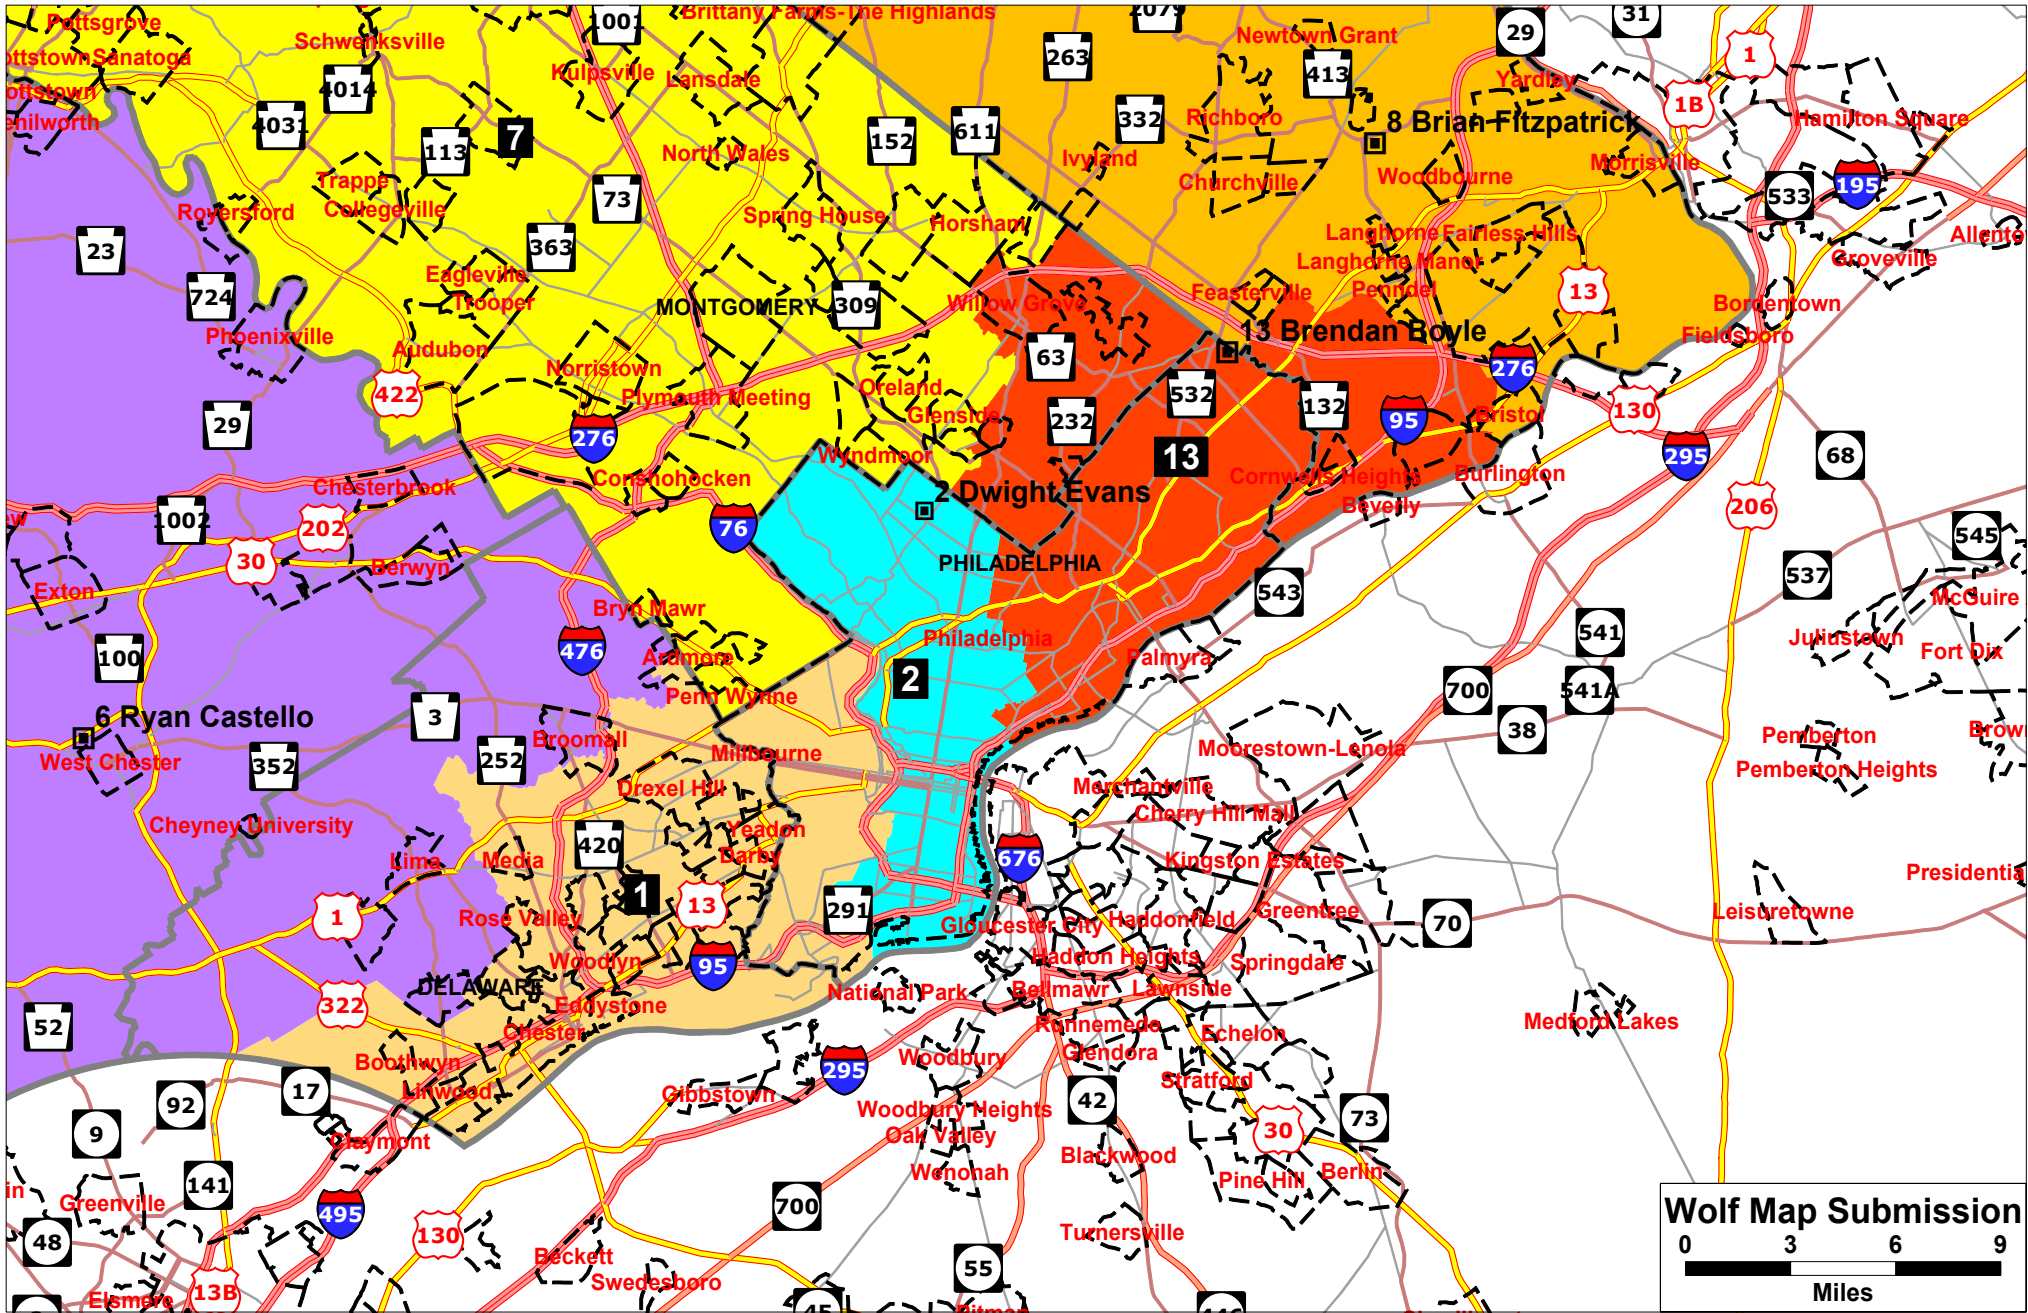 Pottsgrove
Schwenksville
1001
Brittany Farms-The Highlands
2079
29
31
1
Sanatoga
Kulpsville
Lansdale
263
Newtown Grant
413
Yardley
1B
4014
4031
113
7
152
611
332
Richboro
8 Brian Fitzpatrick
Hamilton Square
North Wales
Ivyland
Churchville
Woodbourne
Morrisville
533
195
Trappe
Collegeville
73
Royersford
Spring House
Horsham
Langhorne
Fairless Hills
23
363
Langhorne Manor
Groveville
724
Eagleville
Trooper
MONTGOMERY
309
Willow Grove
Feasterville
Penndel
13
Bordentown
Fieldsboro
Phoenixville
Audubon
Norristown
63
13 Brendan Boyle
276
422
Plymouth Meeting
Oreland
Glenside
532
132
95
Bristol
130
29
276
232
13
295
68
Wyndmoor
Conshohocken
Cornwells Heights
Burlington
Chesterbrook
2 Dwight Evans
Beverly
206
1002
202
76
545
30
Berwyn
PHILADELPHIA
537
Exton
543
McGuire
Bryn Mawr
Philadelphia
541
Juliustown
Fort Dix
100
476
Ardmore
Palmyra
Penn Wynne
2
700
541A
6 Ryan Castello
3
38
West Chester
352
252
Broomall
Millbourne
Moorestown-Lenola
Pemberton
Pemberton Heights
Drexel Hill
Merchantville
Cheyney University
Yeadon
Cherry Hill Mall
Lima
Media
420
Darby
676
Kingston Estates
1
1
13
291
Rose Valley
Gloucester City
Haddonfield
Greentree
70
Leisuretowne
Woodlyn
95
Haddon Heights
Springdale
DELAWARE
322
Eddystone
National Park
Bellmawr
Lawnside
52
Chester
Runnemede
Echelon
Medford Lakes
Boothwyn
Woodbury
Glendora
Linwood
295
Stratford
17
92
Gibbstown
Woodbury Heights
42
73
9
Claymont
Oak Valley
30
Blackwood
Wenonah
Pine Hill
Berlin
141
Greenville
495
700
48
130
Turnersville
Beckett
55
Swedesboro
13B
Elsmere
45
Pitman
Wolf Map Submission
0 3 6 9
Miles